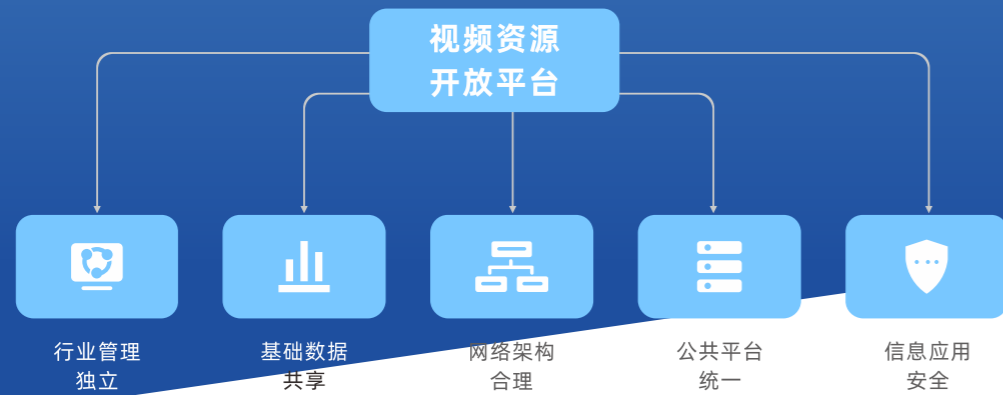 视频资源
开放平台
行业管理
独立
基础数据
共享
网络架构
合理
公共平台
统一
信息应用
安全